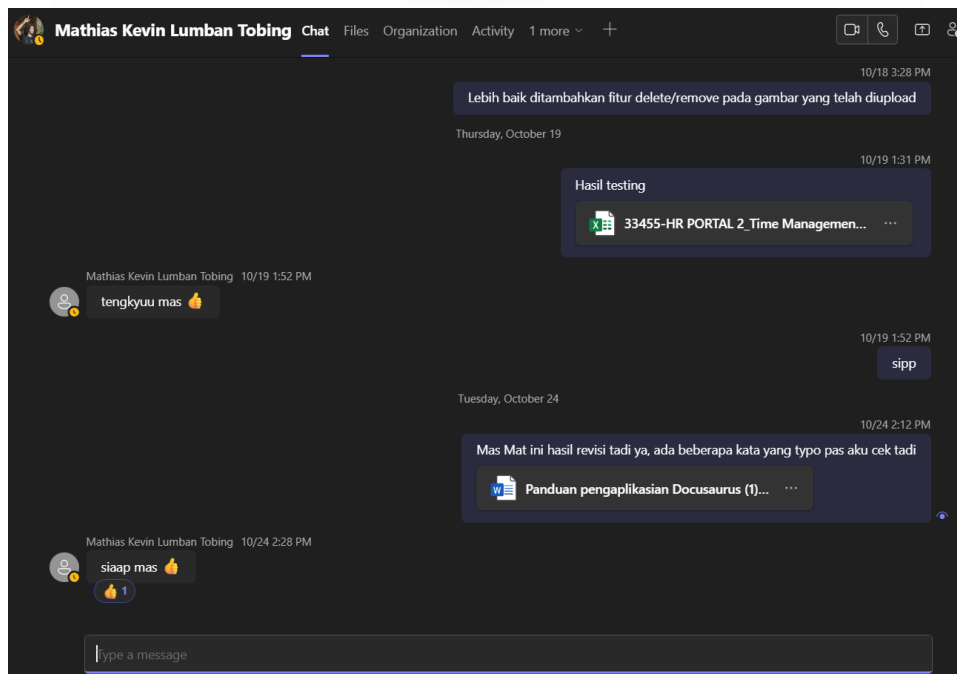 Mathias Kevin Lumban Tobing Chat Files Organization Activity 1 more
10/18 3:28 PM
Lebih baik ditambahkan fitur delete/remove pada gambar yang telah diupload
Thursday, October 19
10/19 1:31 PM
Hasil testing
33455-HR PORTAL 2_Time Managemen...
Mathias Kevin Lumban Tobing 10/19 1:52 PM
tengkyuu mas 👍
10/19 1:52 PM
sipp
Tuesday, October 24
10/24 2:12 PM
Mas Mat ini hasil revisi tadi ya, ada beberapa kata yang typo pas aku cek tadi
Panduan pengaplikasian Docusaurus (1)...
Mathias Kevin Lumban Tobing 10/24 2:28 PM
siaap mas 👍
👍 1
Type a message